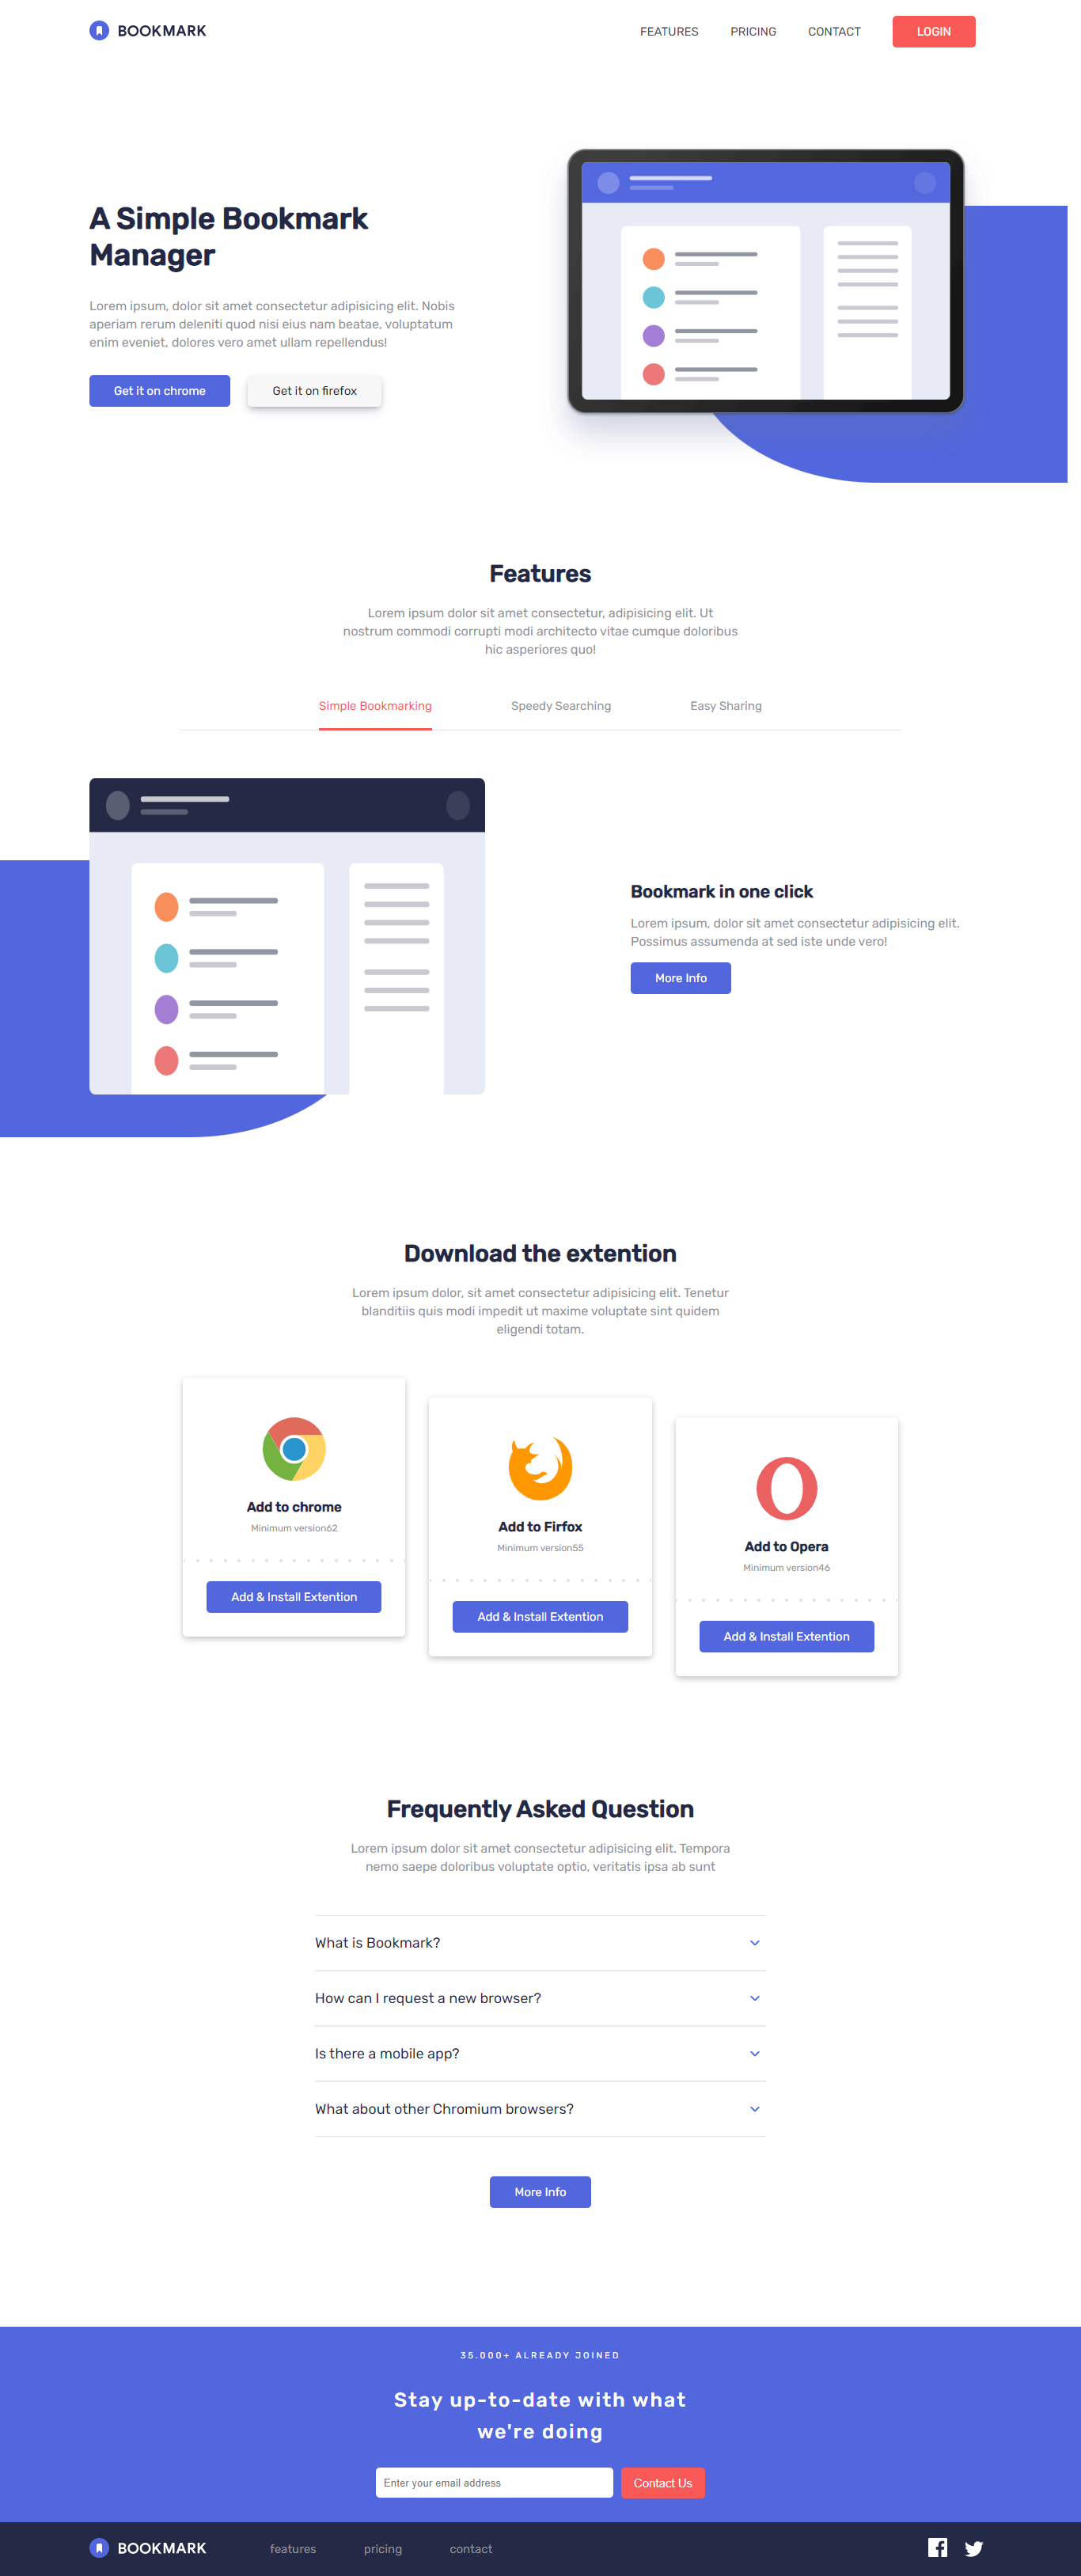 BOOKMARK
FEATURES PRICING CONTACT LOGIN
A Simple Bookmark
Manager
Lorem ipsum, dolor sit amet consectetur adipisicing elit. Nobis
aperiam rerum deleniti quod nisi eius nam beatae, voluptatum
enim eveniet, dolores vero amet ullam repellendus!
Get it on chrome Get it on firefox
Features
Lorem ipsum dolor sit amet consectetur, adipisicing elit. Ut
nostrum commodi corrupti modi architecto vitae cumque doloribus
hic asperiores quo!
Simple Bookmarking Speedy Searching Easy Sharing
Bookmark in one click
Lorem ipsum, dolor sit amet consectetur adipisicing elit.
Possimus assumenda at sed iste unde vero!
More Info
Download the extention
Lorem ipsum dolor, sit amet consectetur adipisicing elit. Tenetur
blanditiis quis modi impedit ut maxime voluptate sint quidem
eligendi totam.
Add to chrome
Minimum version62
Add & Install Extention
Add to Firfox
Minimum version55
Add & Install Extention
Add to Opera
Minimum version46
Add & Install Extention
Frequently Asked Question
Lorem ipsum dolor sit amet consectetur adipisicing elit. Tempora
nemo saepe doloribus voluptate optio, veritatis ipsa ab sunt
What is Bookmark?
How can I request a new browser?
Is there a mobile app?
What about other Chromium browsers?
More Info
35.000+ ALREADY JOINED
Stay up-to-date with what
we're doing
Enter your email address Contact Us
BOOKMARK features pricing contact